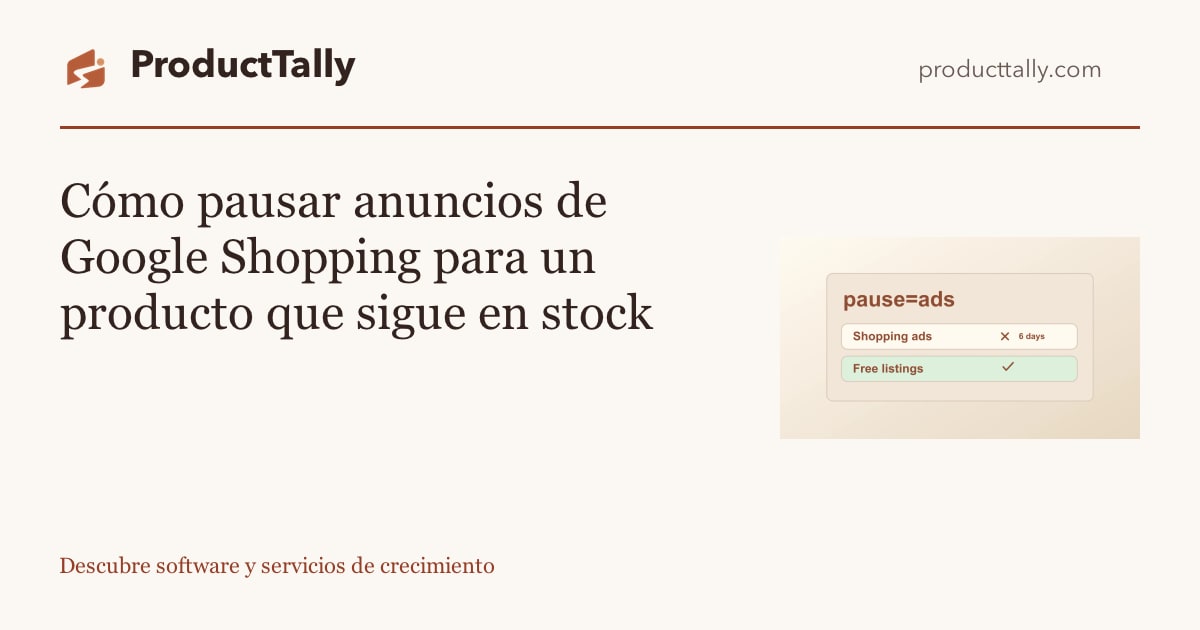 ProductTally
producttally.com
Cómo pausar anuncios de
Google Shopping para un
producto que sigue en stock
pause=ads
Shopping ads ✕ 6 days
Free listings ✓
Descubre software y servicios de crecimiento